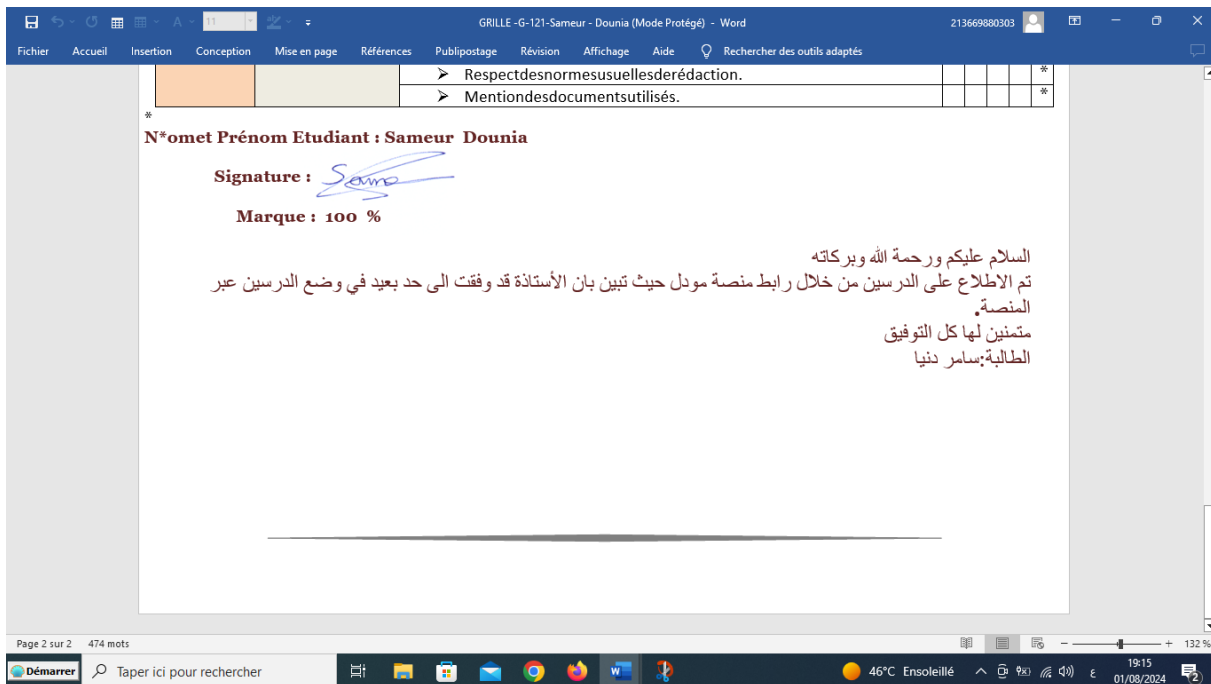 11
GRILLE -G-121-Sameur - Dounia (Mode Protégé) - Word
213669880303
Fichier Accueil Insertion Conception Mise en page Références Publipostage Révision Affichage Aide Rechercher des outils adaptés
➢ Respectdesnormesusuellesderédaction. *
➢ Mentiondesdocumentsutilisés. *
*
N*omet Prénom Etudiant : Sameur Dounia
Signature :
Marque : 100 %
السلام عليكم ورحمة الله وبركاته
تم الاطلاع على الدرسين من خلال رابط منصة مودل حيث تبين بان الأستاذة قد وفقت الى حد بعيد في وضع الدرسين عبر
المنصة.
متمنين لها كل التوفيق
الطالبة:سامر دنيا
Page 2 sur 2 474 mots 132 %
Démarrer Taper ici pour rechercher 46°C Ensoleillé ع 19:15
01/08/2024 2